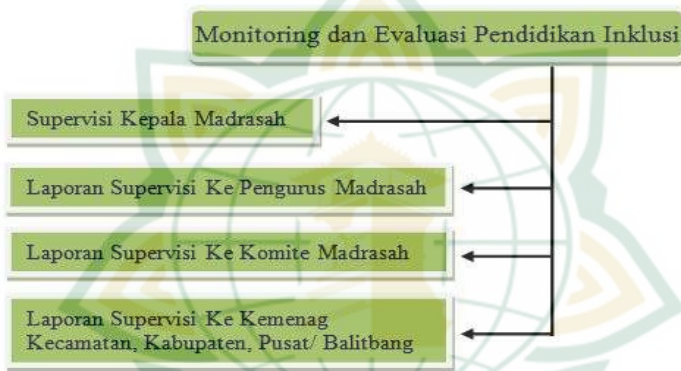 Monitoring dan Evaluasi Pendidikan Inklusi
Supervisi Kepala Madrasah
Laporan Supervisi Ke Pengurus Madrasah
Laporan Supervisi Ke Komite Madrasah
Laporan Supervisi Ke Kemenag
Kecamatan, Kabupaten, Pusat/ Balitbang